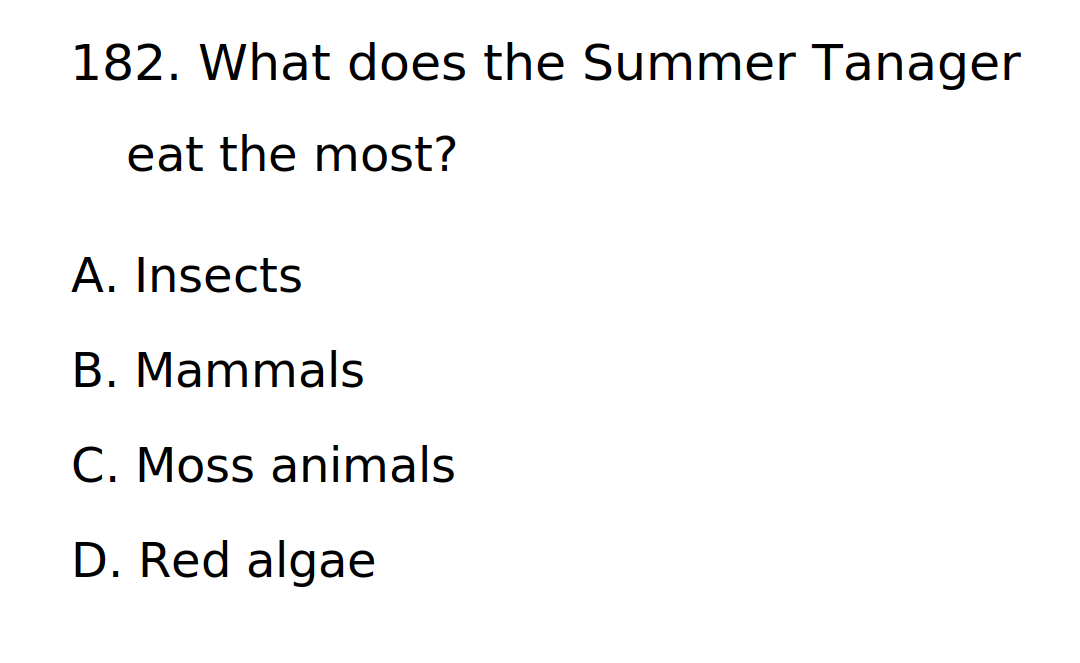 182. What does the Summer Tanager
eat the most?
A. Insects
B. Mammals
C. Moss animals
D. Red algae